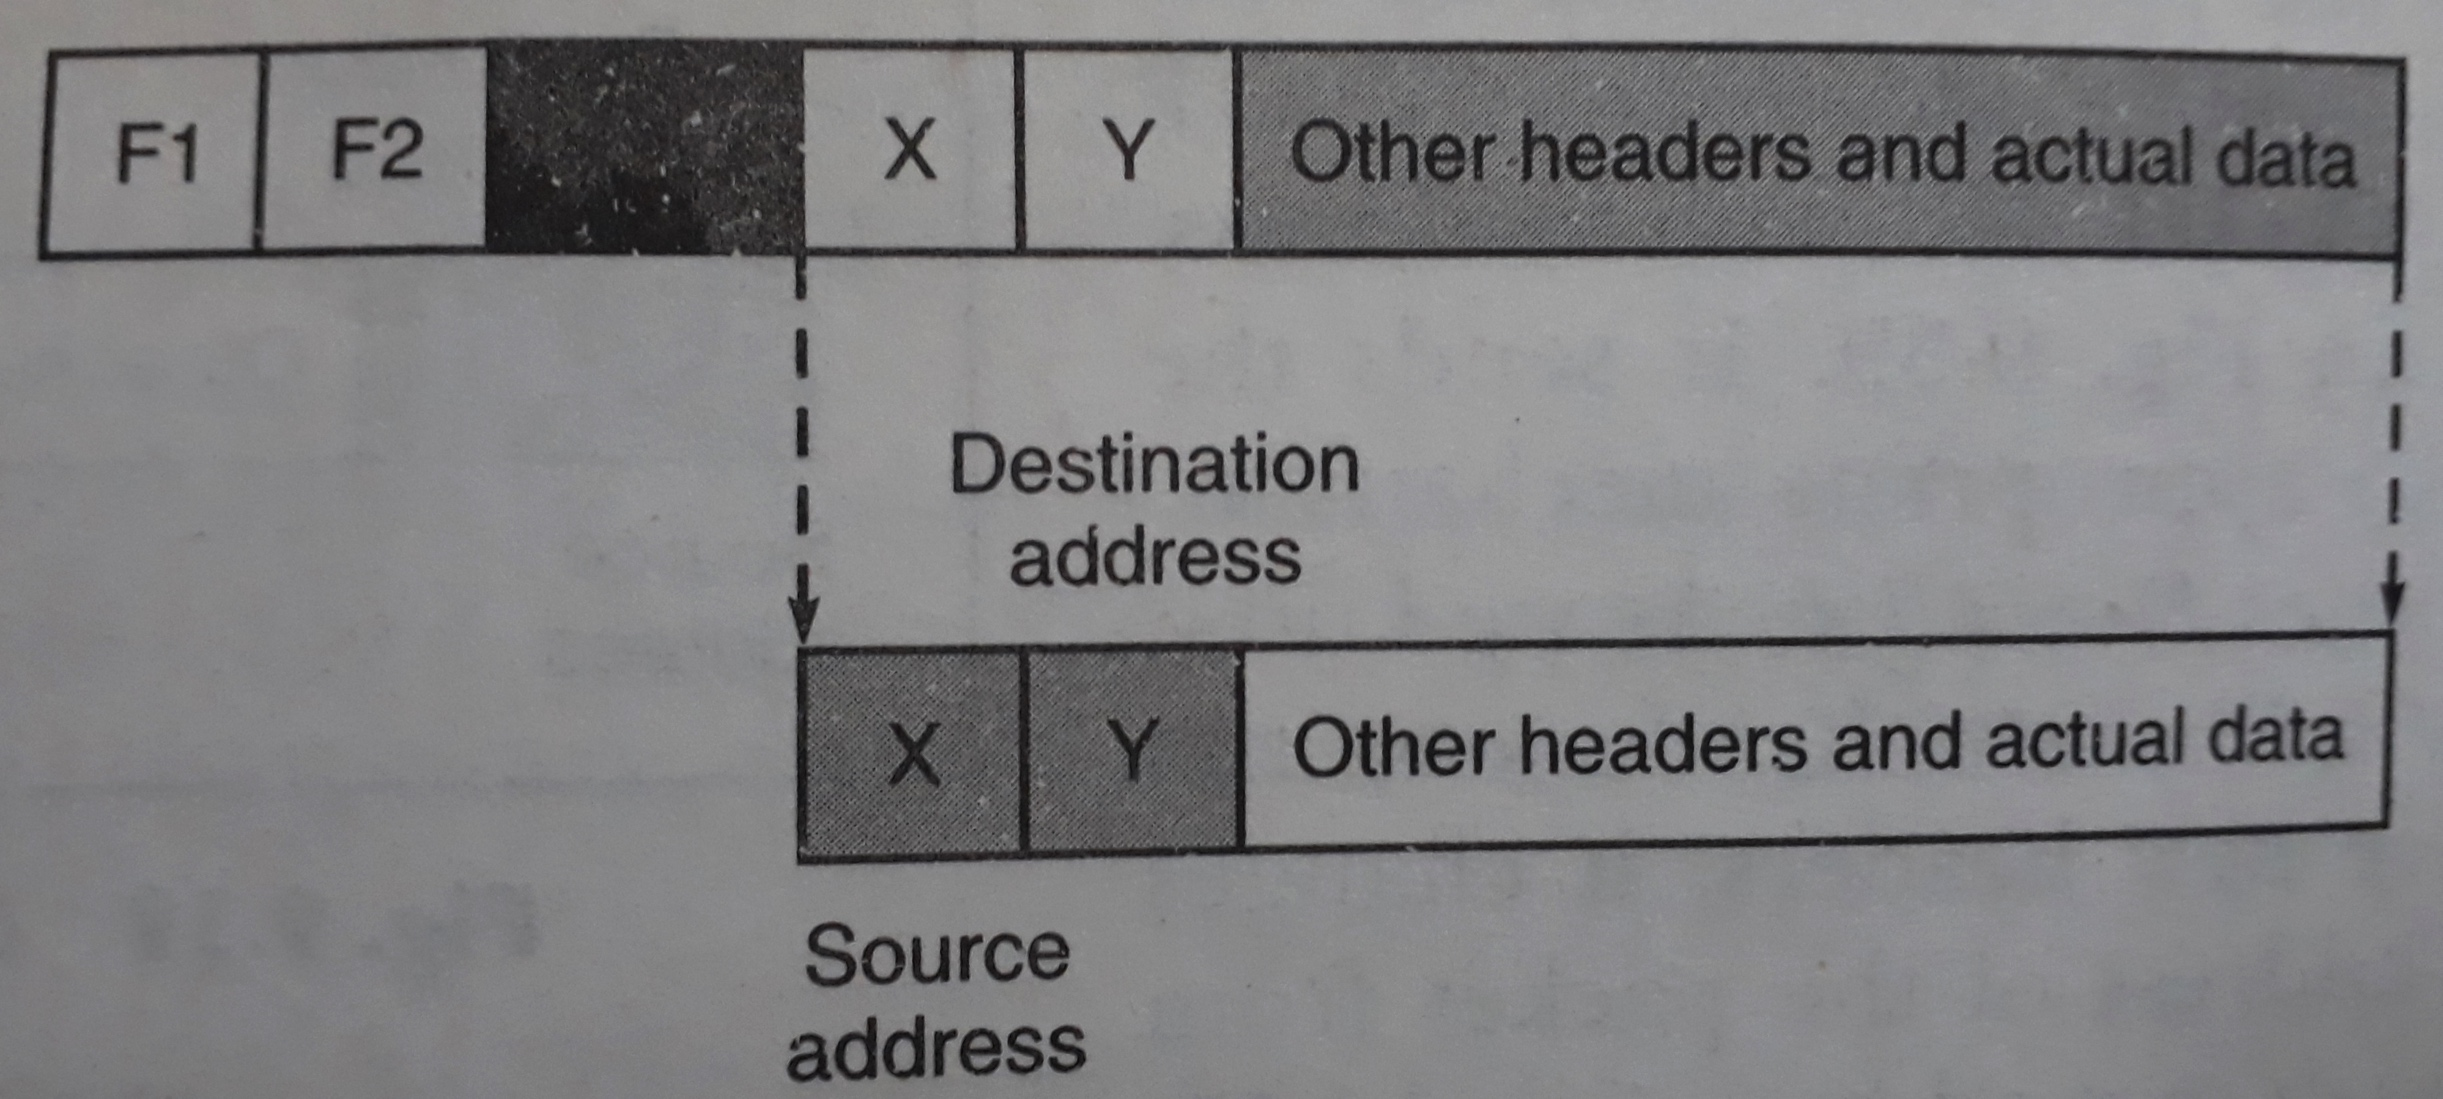 F1 F2 X Y Other headers and actual data
Destination
address
X Y Other headers and actual data
Source
address